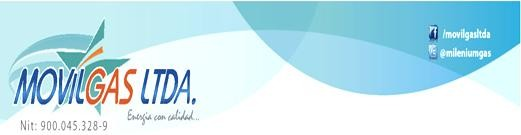 /movilgasltda
@mileniumgas
MOVILGAS LTDA.
Energía con calidad...
Nit: 900.045.328-9